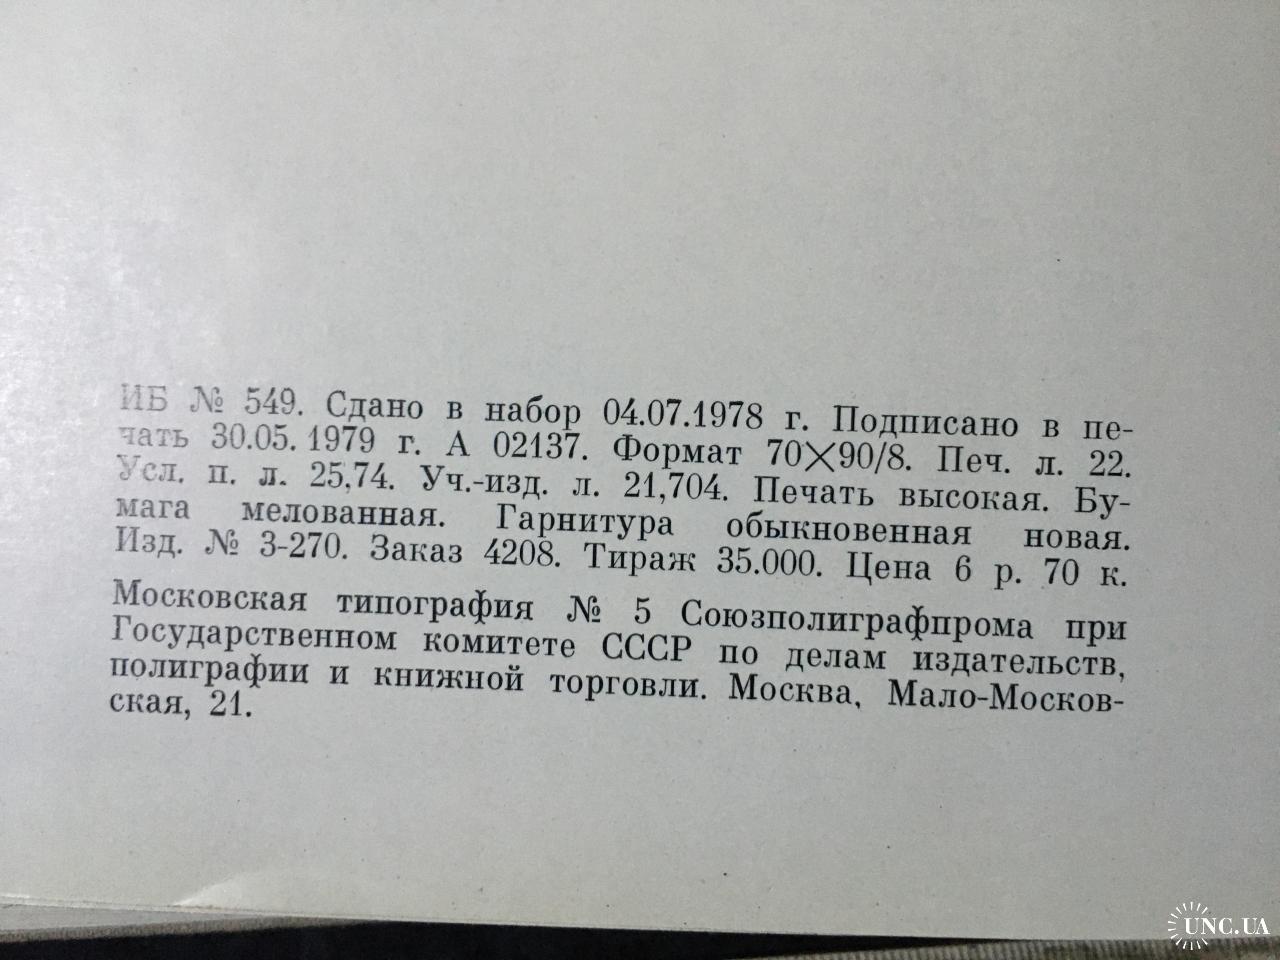 ИБ № 549. Сдано в набор 04.07.1978 г. Подписано в пе-
чать 30.05. 1979 г. А 02137. Формат 70×90/8. Печ. л. 22.
Усл. п. л. 25,74. Уч.-изд. л. 21,704. Печать высокая. Бу-
мага мелованная. Гарнитура обыкновенная новая.
Изд. № 3-270. Заказ 4208. Тираж 35.000. Цена 6 р. 70 к.
Московская типография № 5 Союзполиграфпрома при
Государственном комитете СССР по делам издательств,
полиграфии и книжной торговли. Москва, Мало-Москов-
ская, 21.
UNC.UA